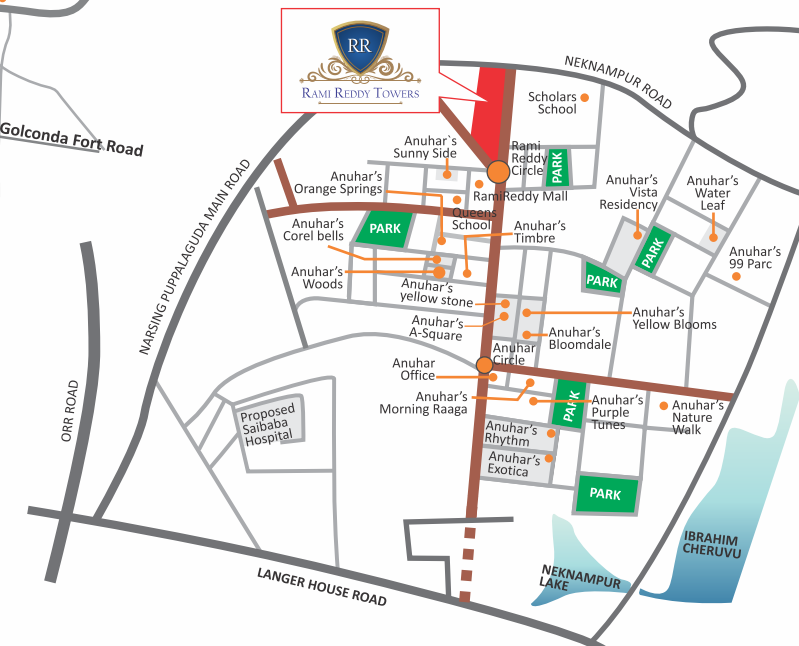 RR
RAMI REDDY TOWERS
NEKNAMPUR ROAD
Scholars
School
Golconda Fort Road
NARSING PUPPALAGUDA MAIN ROAD
Anuhar`s
Sunny Side
Rami
Reddy
Circle
PARK
Anuhar's
Orange Springs
RamiReddy Mall
Queens
School
Anuhar's
Vista
Residency
Anuhar's
Water
Leaf
Anuhar's
Corel bells
PARK
Anuhar's
Timbre
PARK
Anuhar's
99 Parc
Anuhar's
Woods
PARK
Anuhar's
yellow stone
Anuhar's
A-Square
Anuhar's
Yellow Blooms
Anuhar's
Bloomdale
Anuhar
Circle
Anuhar
Office
Anuhar's
Morning Raaga
PARK
Anuhar's
Purple
Tunes
Anuhar's
Nature
Walk
ORR ROAD
Proposed
Saibaba
Hospital
Anuhar's
Rhythm
Anuhar's
Exotica
PARK
IBRAHIM
CHERUVU
NEKNAMPUR
LAKE
LANGER HOUSE ROAD